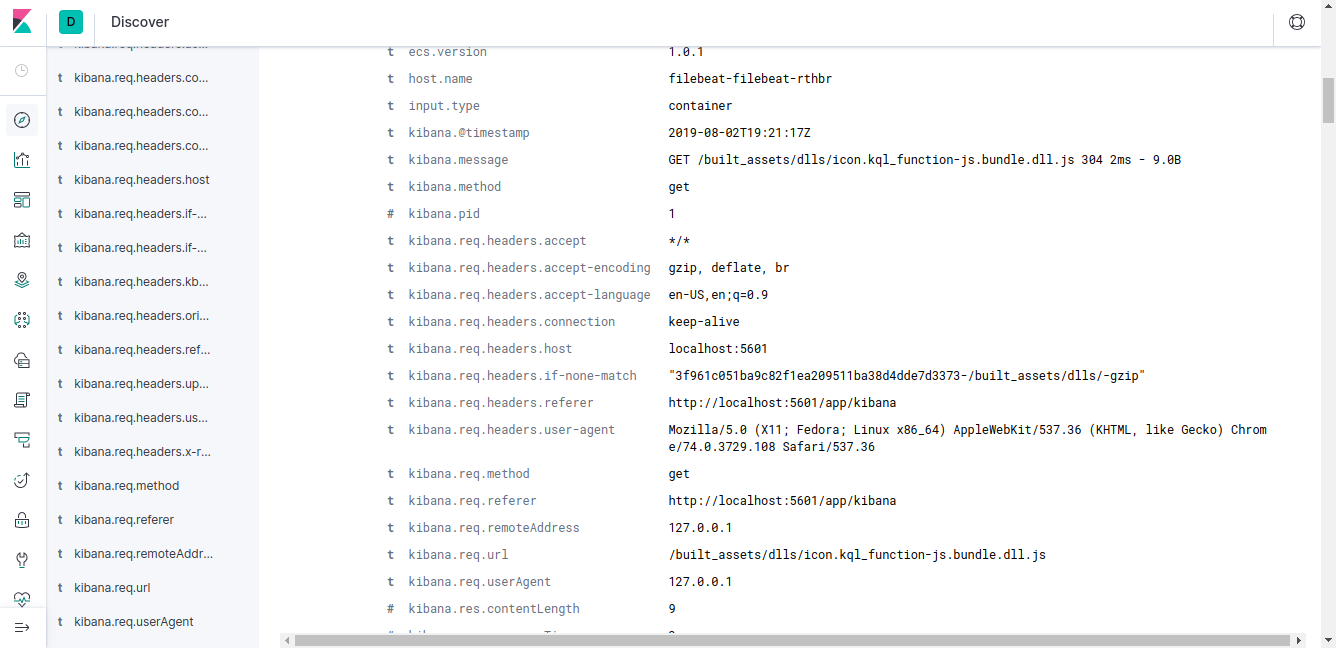 D
Discover
t kibana.req.headers.co...
t kibana.req.headers.co...
t kibana.req.headers.co...
t kibana.req.headers.host
t kibana.req.headers.if-...
t kibana.req.headers.if-...
t kibana.req.headers.kb...
t kibana.req.headers.ori...
t kibana.req.headers.ref...
t kibana.req.headers.up...
t kibana.req.headers.us...
t kibana.req.headers.x-r...
t kibana.req.method
t kibana.req.referer
t kibana.req.remoteAddr...
t kibana.req.url
t kibana.req.userAgent
t ecs.version 1.0.1
t host.name filebeat-filebeat-rthbr
t input.type container
t kibana.@timestamp 2019-08-02T19:21:17Z
t kibana.message GET /built_assets/dlls/icon.kql_function-js.bundle.dll.js 304 2ms - 9.0B
t kibana.method get
# kibana.pid 1
t kibana.req.headers.accept */*
t kibana.req.headers.accept-encoding gzip, deflate, br
t kibana.req.headers.accept-language en-US,en;q=0.9
t kibana.req.headers.connection keep-alive
t kibana.req.headers.host localhost:5601
t kibana.req.headers.if-none-match "3f961c051ba9c82f1ea209511ba38d4dde7d3373-/built_assets/dlls/-gzip"
t kibana.req.headers.referer http://localhost:5601/app/kibana
t kibana.req.headers.user-agent Mozilla/5.0 (X11; Fedora; Linux x86_64) AppleWebKit/537.36 (KHTML, like Gecko) Chrom
e/74.0.3729.108 Safari/537.36
t kibana.req.method get
t kibana.req.referer http://localhost:5601/app/kibana
t kibana.req.remoteAddress 127.0.0.1
t kibana.req.url /built_assets/dlls/icon.kql_function-js.bundle.dll.js
t kibana.req.userAgent 127.0.0.1
# kibana.res.contentLength 9